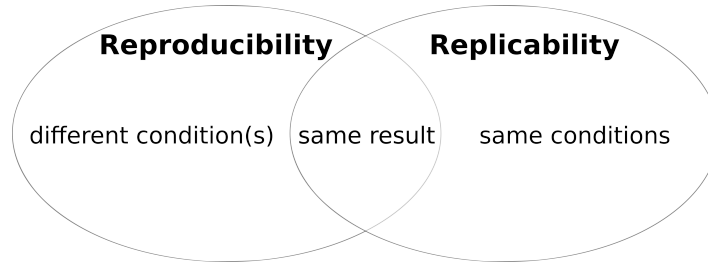 Reproducibility
Replicability
different condition(s)
same result
same conditions